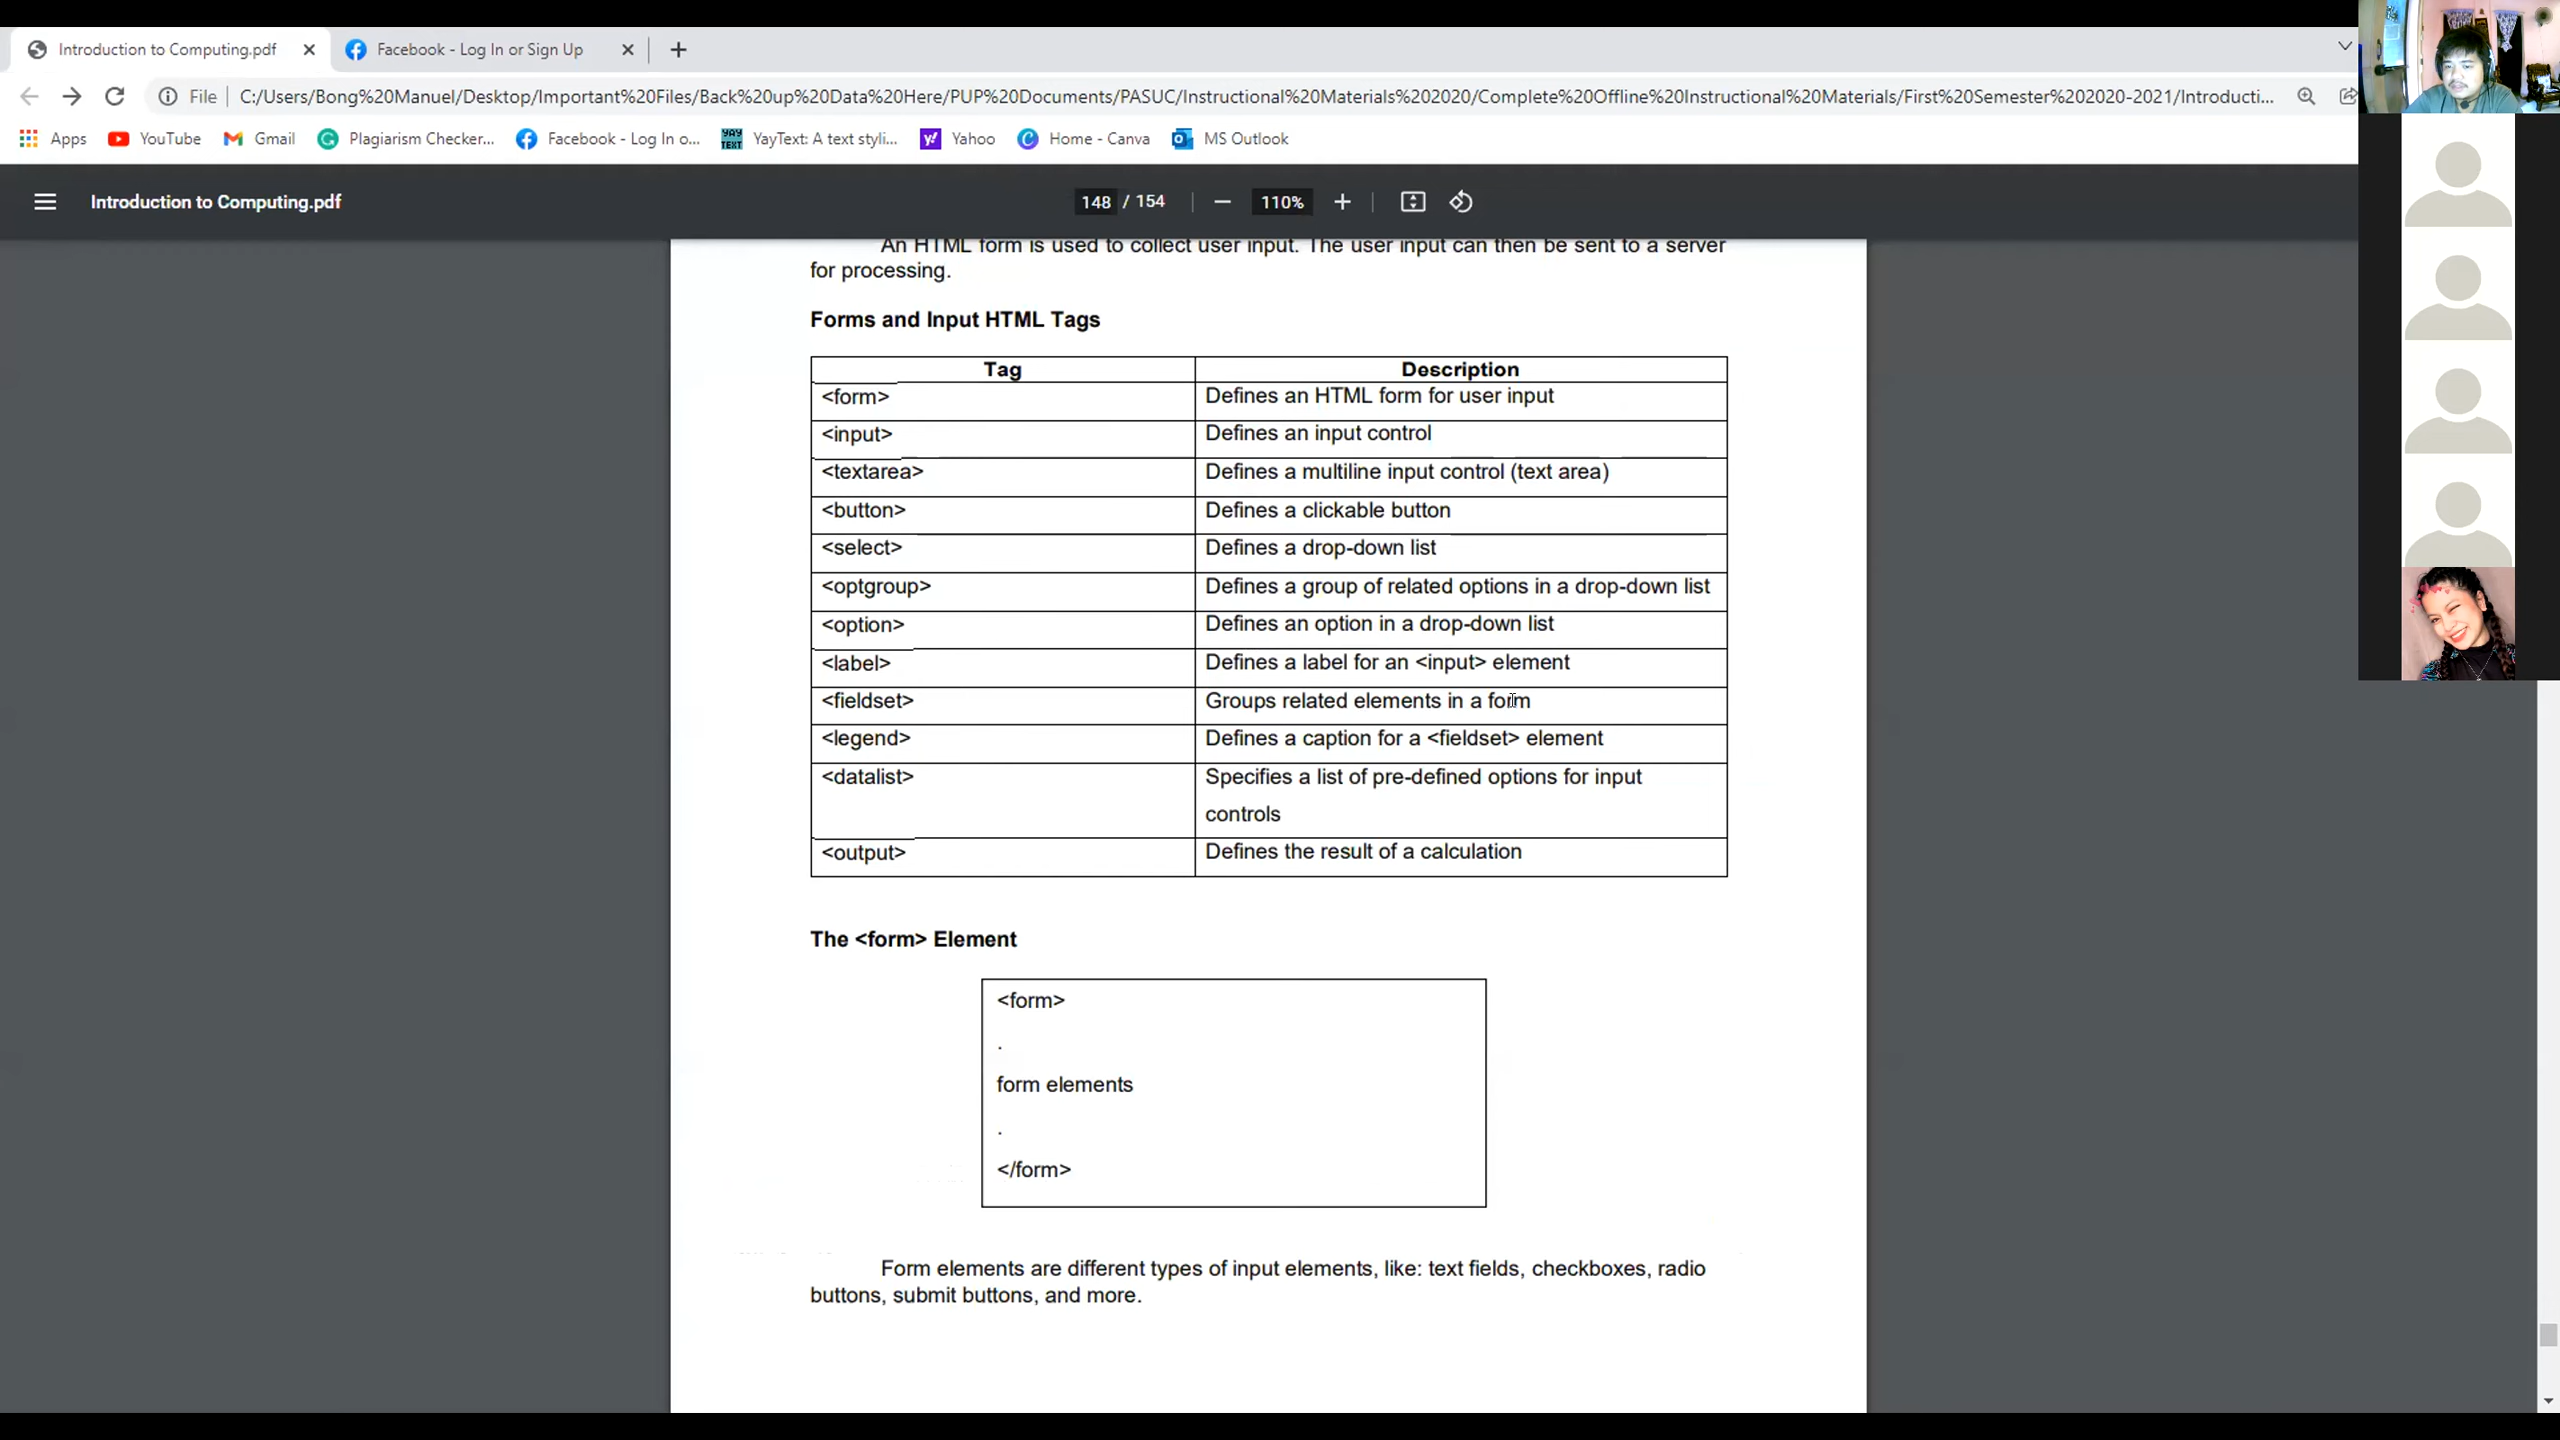 Introduction to Computing.pdf
Facebook - Log In or Sign Up
File
C:/Users/Bong%20Manuel/Desktop/Important%20Files/Back%20up%20Data%20Here/PUP%20Documents/PASUC/Instructional%20Materials%202020/Complete%20Offline%20Instructional%20Materials/First%20Semester%202020-2021/Introducti...
Apps
YouTube
Gmail
Plagiarism Checker...
Facebook - Log In o...
YAY TEXT
YayText: A text styli...
Yahoo
Home - Canva
MS Outlook
Introduction to Computing.pdf
148 / 154
110%
An HTML form is used to collect user input. The user input can then be sent to a server
for processing.
Forms and Input HTML Tags
Tag Description
<form> Defines an HTML form for user input
<input> Defines an input control
<textarea> Defines a multiline input control (text area)
<button> Defines a clickable button
<select> Defines a drop-down list
<optgroup> Defines a group of related options in a drop-down list
<option> Defines an option in a drop-down list
<label> Defines a label for an <input> element
<fieldset> Groups related elements in a form
<legend> Defines a caption for a <fieldset> element
<datalist> Specifies a list of pre-defined options for input
controls
<output> Defines the result of a calculation
The <form> Element
<form>
.
form elements
.
</form>
Form elements are different types of input elements, like: text fields, checkboxes, radio
buttons, submit buttons, and more.